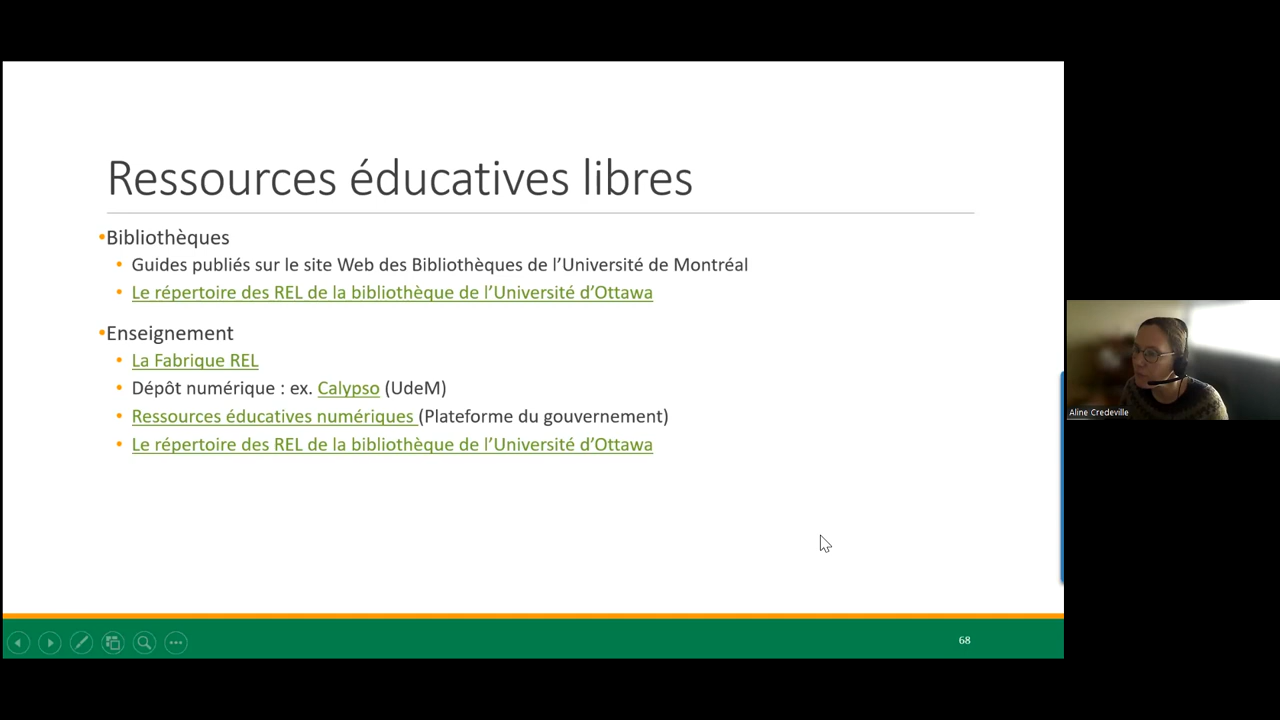 Ressources éducatives libres
•Bibliothèques
• Guides publiés sur le site Web des Bibliothèques de l’Université de Montréal
• Le répertoire des REL de la bibliothèque de l’Université d’Ottawa
•Enseignement
• La Fabrique REL
• Dépôt numérique : ex. Calypso (UdeM)
• Ressources éducatives numériques (Plateforme du gouvernement)
• Le répertoire des REL de la bibliothèque de l’Université d’Ottawa
Aline Credeville
68